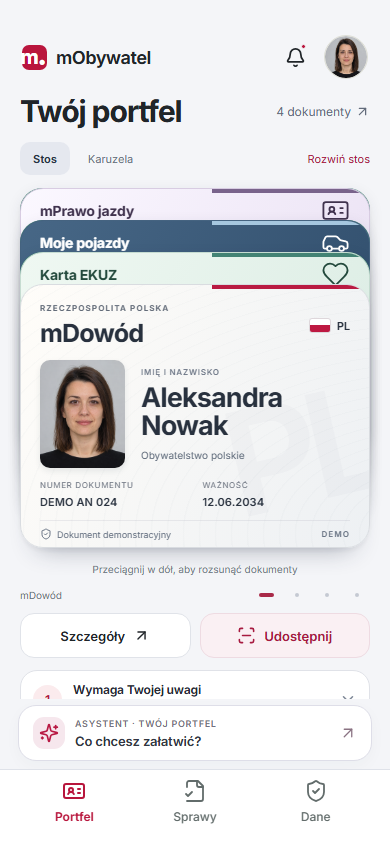 m. mObywatel
Twój portfel
4 dokumenty
Stos
Karuzela
Rozwiń stos
mPrawo jazdy
Moje pojazdy
Karta EKUZ
RZECZPOSPOLITA POLSKA
mDowód
PL
IMIĘ I NAZWISKO
Aleksandra
Nowak
Obywatelstwo polskie
PL
NUMER DOKUMENTU
WAŻNOŚĆ
DEMO AN 024
12.06.2034
Dokument demonstracyjny
DEMO
Przeciągnij w dół, aby rozsunąć dokumenty
mDowód
Szczegóły
Udostępnij
1
Wymaga Twojej uwagi
ASYSTENT · TWÓJ PORTFEL
Co chcesz załatwić?
Portfel
Sprawy
Dane